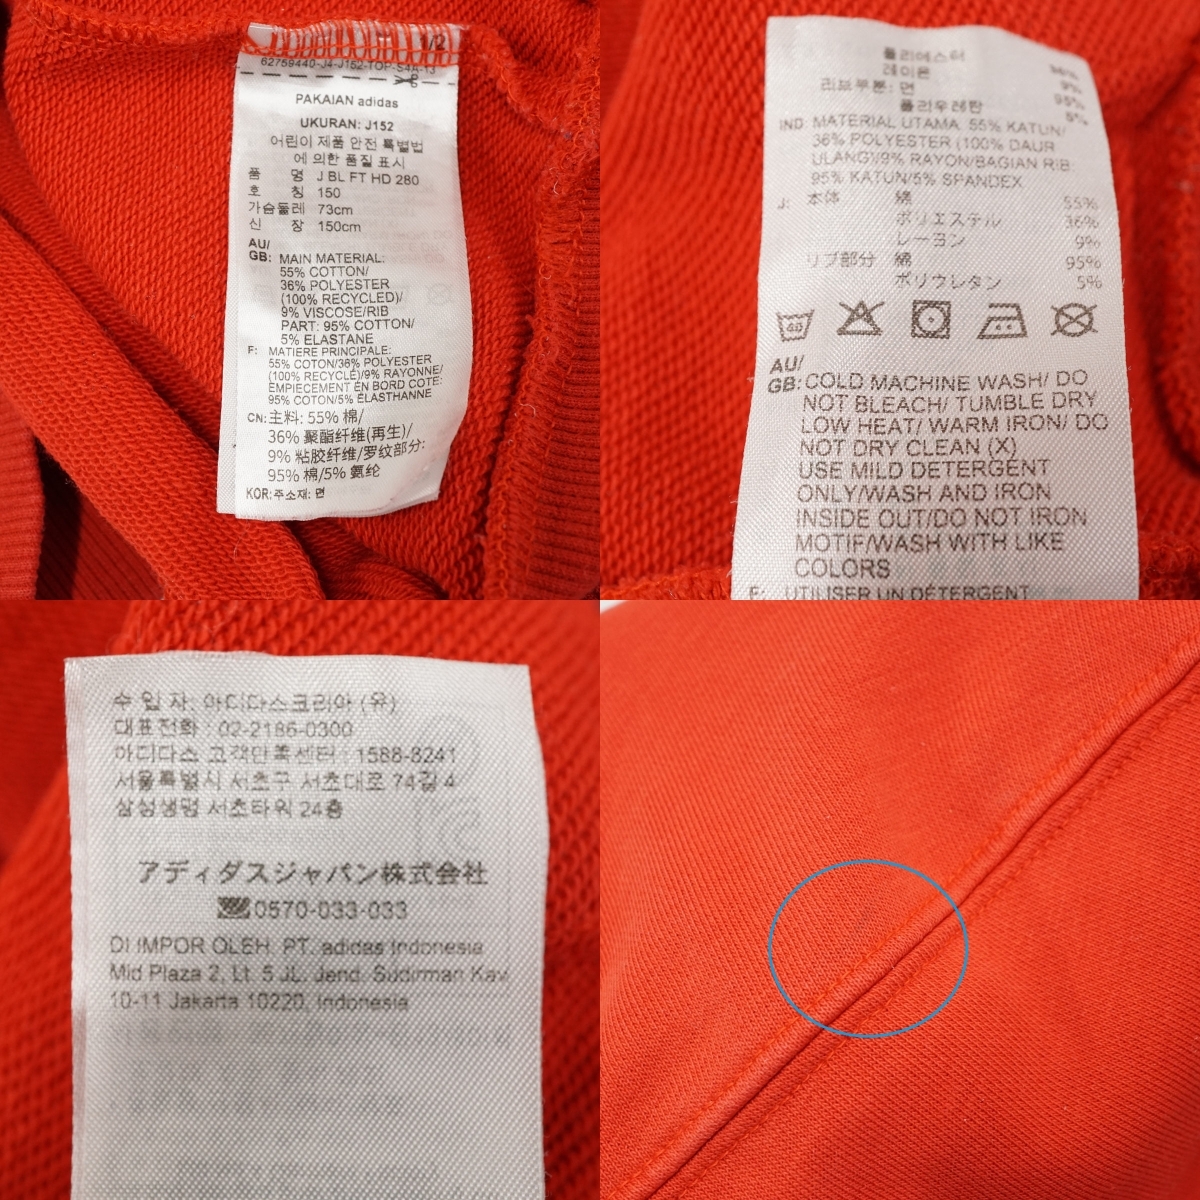 1/2
62759440-J4-J152-TOP-S4A-13
PAKAIAN adidas
UKURAN: J152
어린이 제품 안전 특별법
에 의한 품질 표시
품 명 J BL FT HD 280
호 칭 150
가슴둘레 73cm
신 장 150cm
AU/
GB: MAIN MATERIAL:
55% COTTON/
36% POLYESTER
(100% RECYCLED)/
9% VISCOSE/RIB
PART: 95% COTTON/
5% ELASTANE
F: MATIERE PRINCIPALE:
55% COTON/36% POLYESTER
(100% RECYCLÉ)/9% RAYONNE/
EMPIECEMENT EN BORD COTE:
95% COTON/5% ÉLASTHANNE
CN: 主料: 55% 棉/
36% 聚酯纤维(再生)/
9% 粘胶纤维/罗纹部分:
95% 棉/5% 氨纶
KOR: 주소재: 면
폴리에스터 36%
레이온 9%
리브부분: 면 95%
폴리우레탄 5%
IND: MATERIAL UTAMA: 55% KATUN/
36% POLYESTER (100% DAUR
ULANG)/9% RAYON/BAGIAN RIB:
95% KATUN/5% SPANDEX
J: 本体 綿 55%
ポリエステル 36%
レーヨン 9%
リブ部分 綿 95%
ポリウレタン 5%
40
AU/
GB: COLD MACHINE WASH/ DO
NOT BLEACH/ TUMBLE DRY
LOW HEAT/ WARM IRON/ DO
NOT DRY CLEAN (X)
USE MILD DETERGENT
ONLY/WASH AND IRON
INSIDE OUT/DO NOT IRON
MOTIF/WASH WITH LIKE
COLORS
F: UTILISER UN DÉTERGENT
수 입 자: 아디다스코리아 (유)
대표전화 : 02-2186-0300
아디다스 고객만족센터 : 1588-8241
서울특별시 서초구 서초대로 74길 4
삼성생명 서초타워 24층
アディダスジャパン株式会社
0570-033-033
DI IMPOR OLEH: PT. adidas Indonesia
Mid Plaza 2, Lt. 5 JL. Jend. Sudirman Kav
10-11 Jakarta 10220, Indonesia